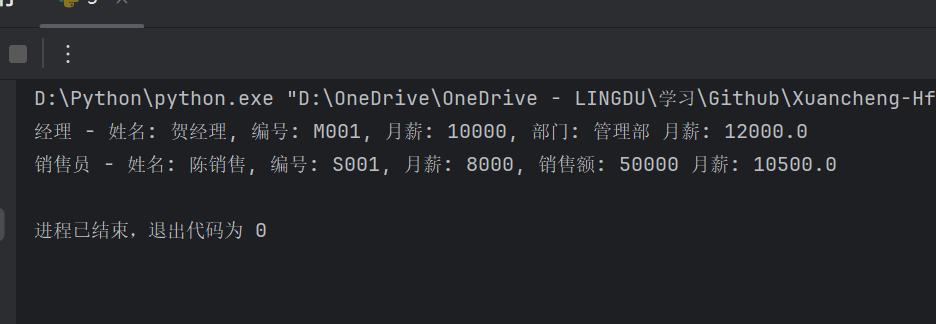 D:\Python\python.exe "D:\OneDrive\OneDrive - LINGDU\学习\Github\Xuancheng-Hf
经理 - 姓名: 贺经理, 编号: M001, 月薪: 10000, 部门: 管理部 月薪: 12000.0
销售员 - 姓名: 陈销售, 编号: S001, 月薪: 8000, 销售额: 50000 月薪: 10500.0
进程已结束，退出代码为 0